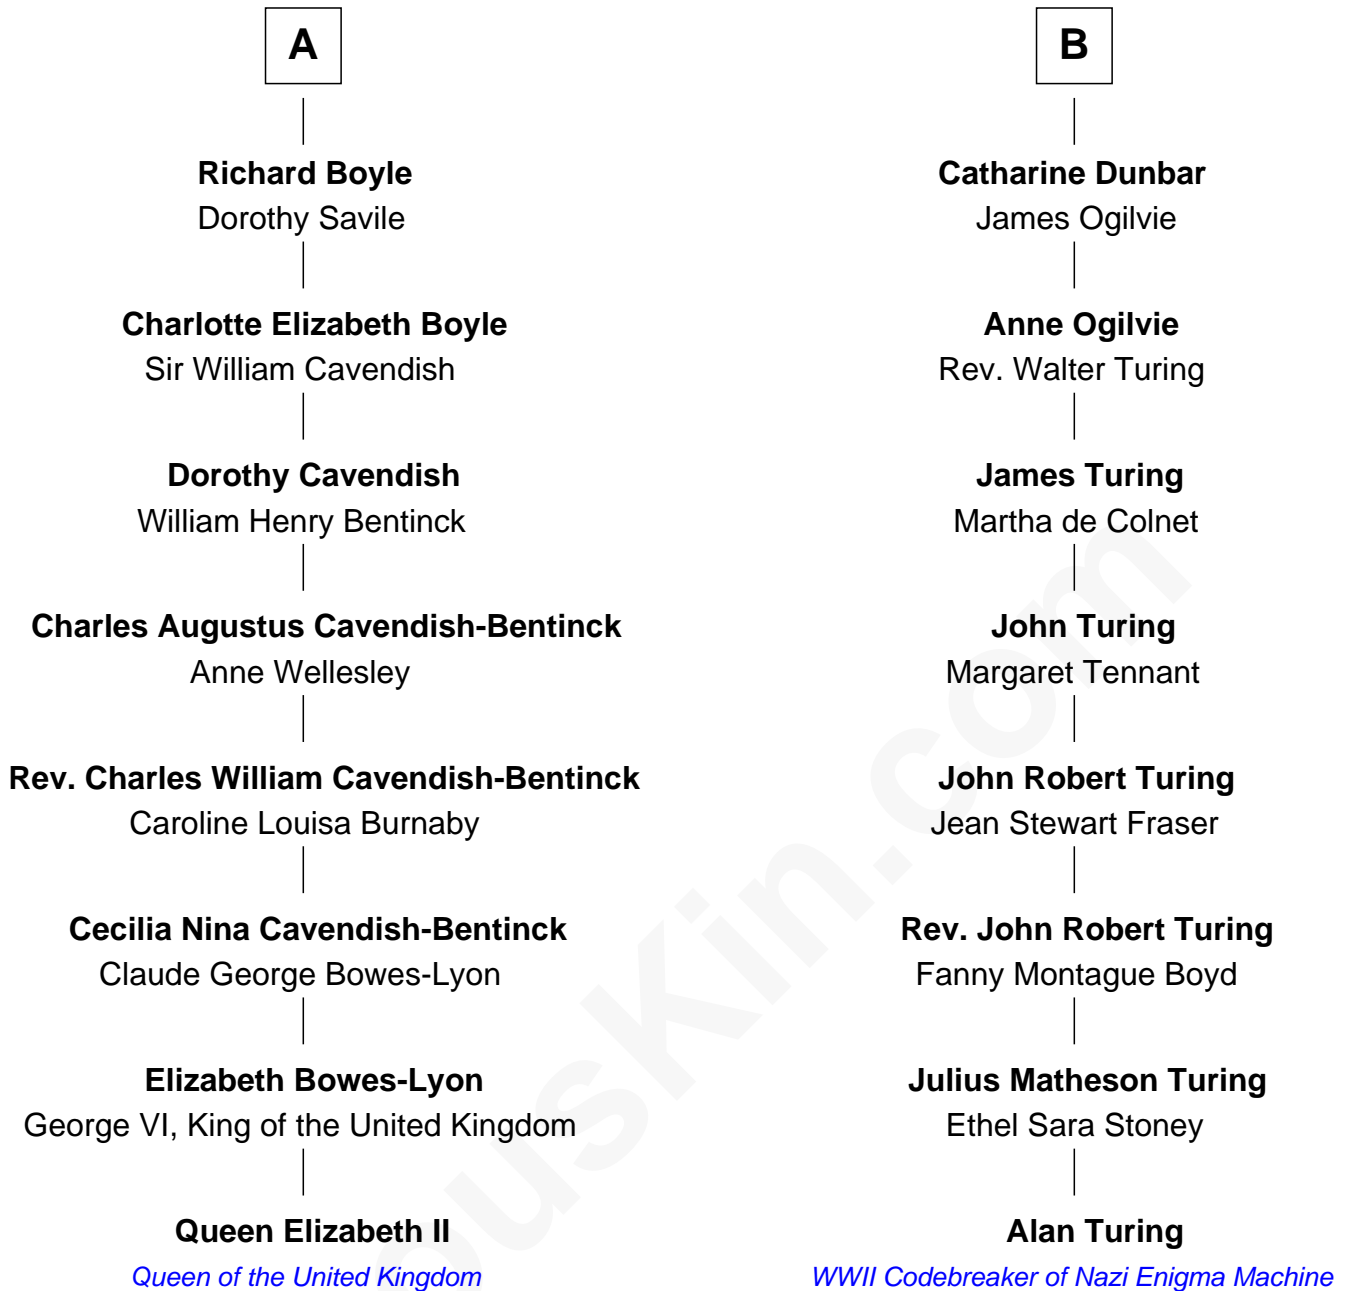 A
Richard Boyle
Dorothy Savile
Charlotte Elizabeth Boyle
Sir William Cavendish
Dorothy Cavendish
William Henry Bentinck
Charles Augustus Cavendish-Bentinck
Anne Wellesley
Rev. Charles William Cavendish-Bentinck
Caroline Louisa Burnaby
Cecilia Nina Cavendish-Bentinck
Claude George Bowes-Lyon
Elizabeth Bowes-Lyon
George VI, King of the United Kingdom
Queen Elizabeth II
Queen of the United Kingdom
B
Catharine Dunbar
James Ogilvie
Anne Ogilvie
Rev. Walter Turing
James Turing
Martha de Colnet
John Turing
Margaret Tennant
John Robert Turing
Jean Stewart Fraser
Rev. John Robert Turing
Fanny Montague Boyd
Julius Matheson Turing
Ethel Sara Stoney
Alan Turing
WWII Codebreaker of Nazi Enigma Machine